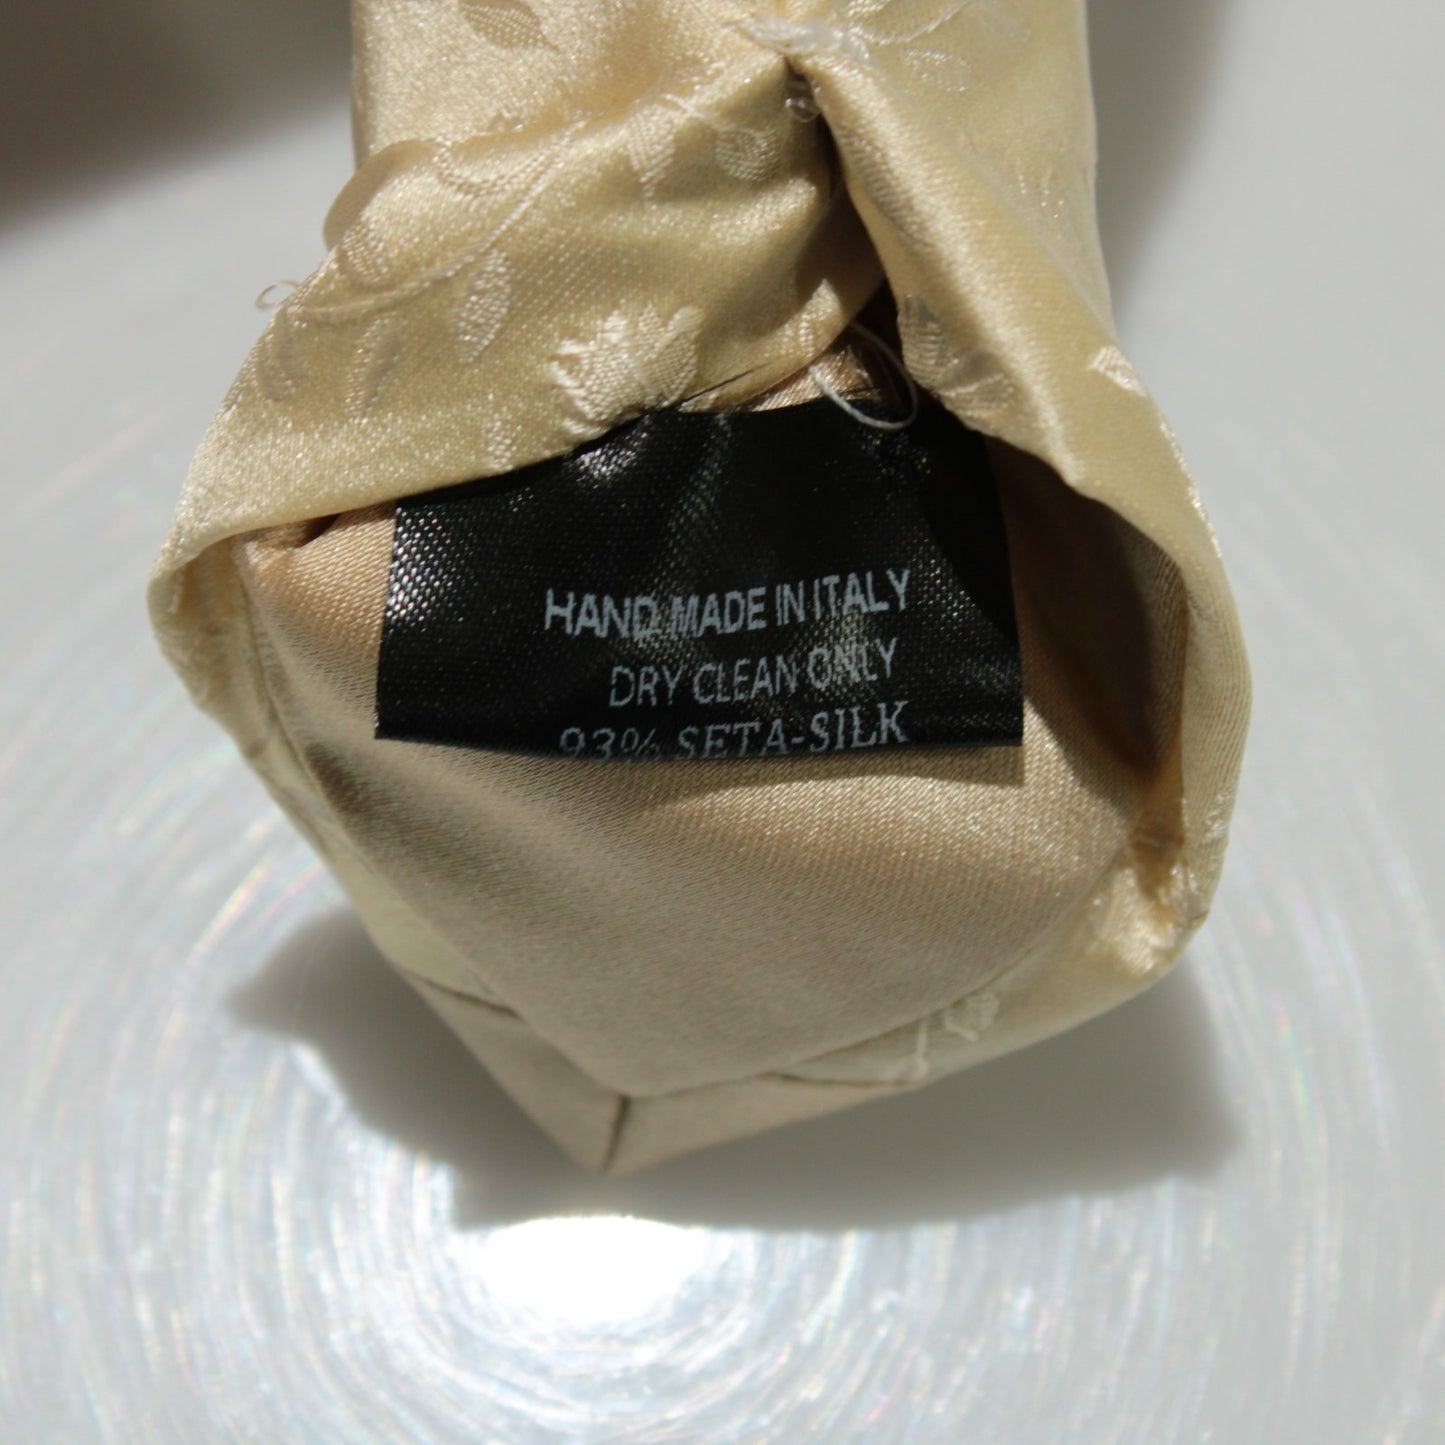 HAND MADE IN ITALY
DRY CLEAN ONLY
93% SETA-SILK